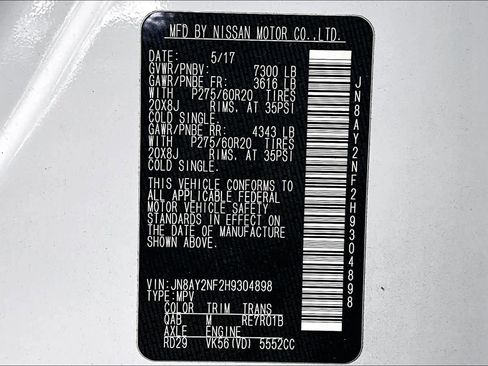 MFD BY NISSAN MOTOR CO.,LTD.
DATE: 5/17
GVWR/PNBV: 7300 LB
GAWR/PNBE FR: 3616 LB
WITH P275/60R20 TIRES
20X8J RIMS, AT 35PSI
COLD SINGLE.
GAWR/PNBE RR: 4343 LB
WITH P275/60R20 TIRES
20X8J RIMS, AT 35PSI
COLD SINGLE.
THIS VEHICLE CONFORMS TO
ALL APPLICABLE FEDERAL
MOTOR VEHICLE SAFETY
STANDARDS IN EFFECT ON
THE DATE OF MANUFACTURE
SHOWN ABOVE.
VIN: JN8AY2NF2H9304898
TYPE: MPV
COLOR TRIM TRANS
QAB M RE7R01B
AXLE ENGINE
RD29 VK56(VD) 5552CC
JN8AY2NF2H9304898